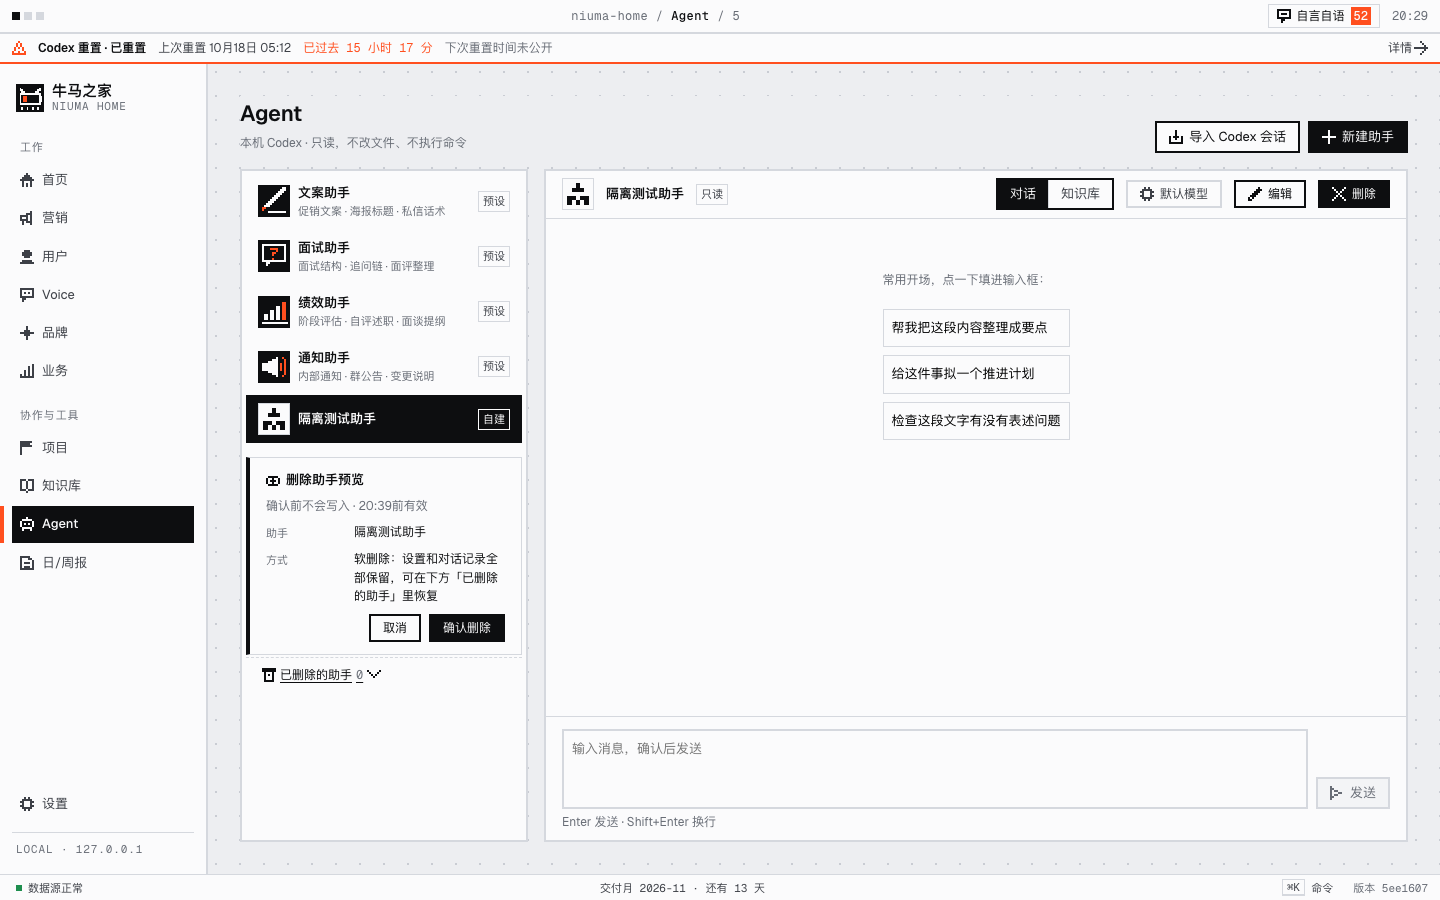 niuma-home / Agent / 5
自言自语 52
20:29
Codex 重置 · 已重置 上次重置 10月18日 05:12 已过去 15 小时 17 分 下次重置时间未公开
详情
牛马之家
NIUMA HOME
工作
首页
营销
用户
Voice
品牌
业务
协作与工具
项目
知识库
Agent
日/周报
设置
LOCAL · 127.0.0.1
Agent
本机 Codex · 只读，不改文件、不执行命令
导入 Codex 会话
新建助手
文案助手
促销文案 · 海报标题 · 私信话术
预设
面试助手
面试结构 · 追问链 · 面评整理
预设
绩效助手
阶段评估 · 自评述职 · 面谈提纲
预设
通知助手
内部通知 · 群公告 · 变更说明
预设
隔离测试助手
自建
删除助手预览
确认前不会写入 · 20:39前有效
助手 隔离测试助手
方式 软删除：设置和对话记录全
部保留，可在下方「已删除
的助手」里恢复
取消
确认删除
已删除的助手 0
隔离测试助手
只读
对话
知识库
默认模型
编辑
删除
常用开场，点一下填进输入框：
帮我把这段内容整理成要点
给这件事拟一个推进计划
检查这段文字有没有表述问题
输入消息，确认后发送
发送
Enter 发送 · Shift+Enter 换行
数据源正常
交付月 2026-11 · 还有 13 天
⌘K 命令
版本 5ee1607